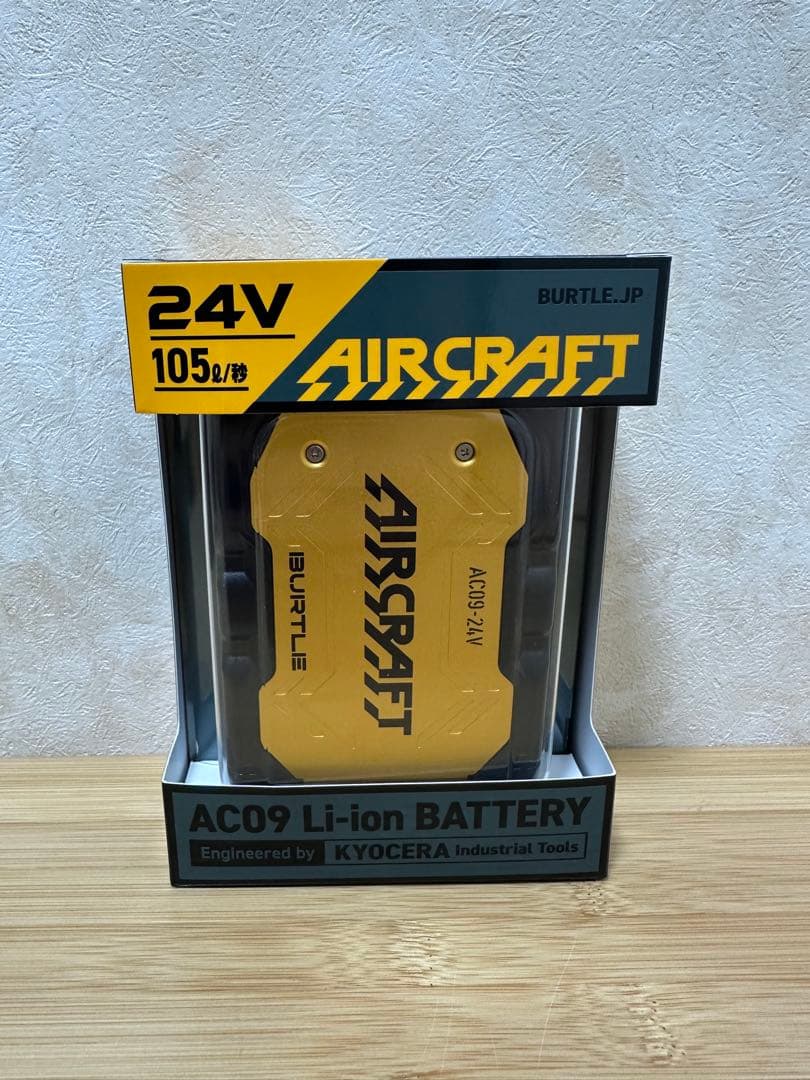 24V
105ℓ/秒
BURTLE.JP
AIRCRAFT
BURTLE
AIRCRAFT
AC09-24V
AC09 Li-ion BATTERY
Engineered by KYOCERA Industrial Tools